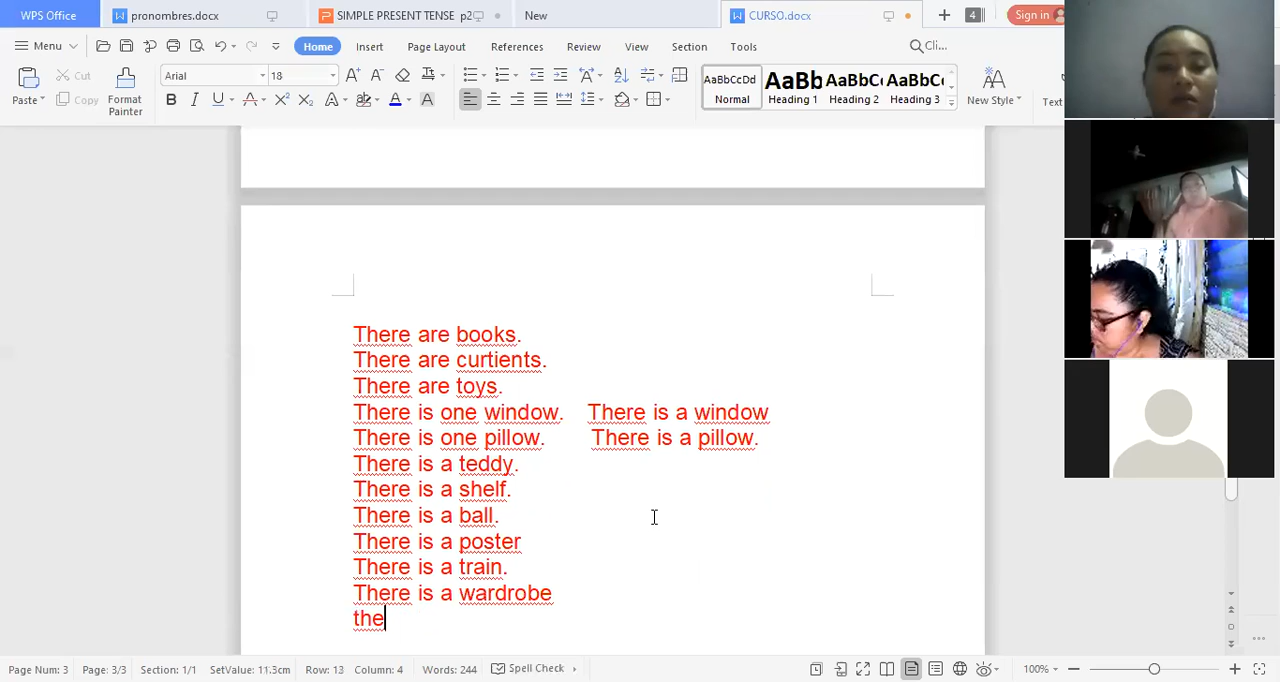 WPS Office pronombres.docx SIMPLE PRESENT TENSE p2 New CURSO.docx 4 Sign in
Menu Home Insert Page Layout References Review View Section Tools Cli...
Paste Cut Copy Format Painter Arial 18 AaBbCcDd Normal AaBb Heading 1 AaBbC Heading 2 AaBbC Heading 3 New Style Text
There are books.
There are curtients.
There are toys.
There is one window. There is a window
There is one pillow. There is a pillow.
There is a teddy.
There is a shelf.
There is a ball.
There is a poster
There is a train.
There is a wardrobe
the
Page Num: 3 Page: 3/3 Section: 1/1 SetValue: 11.3cm Row: 13 Column: 4 Words: 244 Spell Check 100%